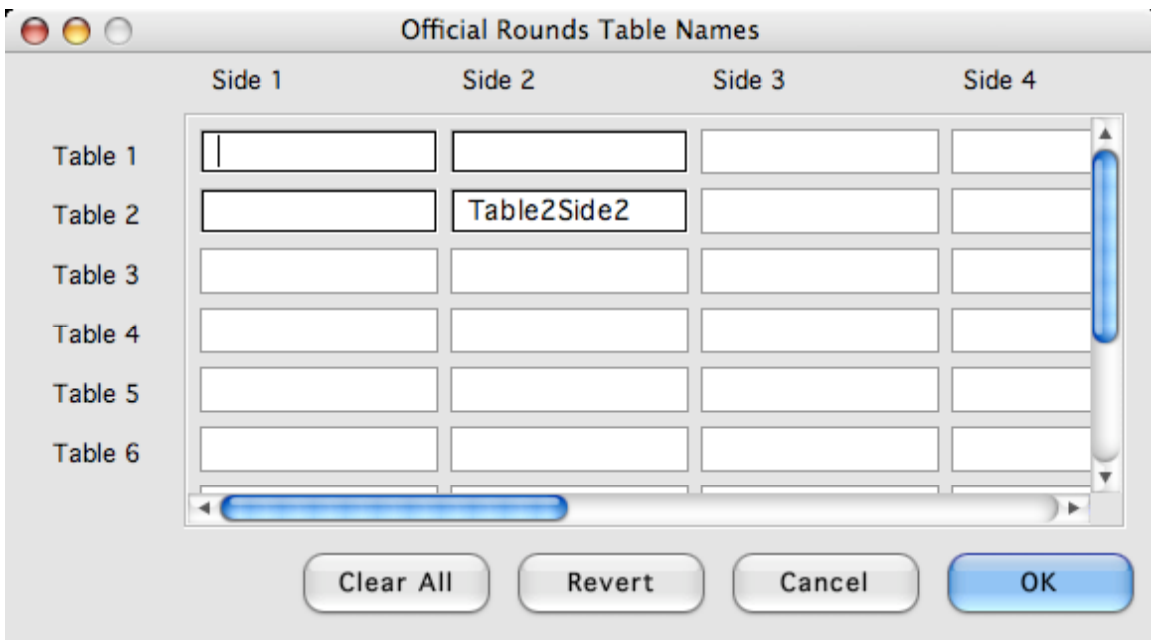 Official Rounds Table Names
Side 1 Side 2 Side 3 Side 4
Table 1
Table 2 Table2Side2
Table 3
Table 4
Table 5
Table 6
Clear All Revert Cancel OK